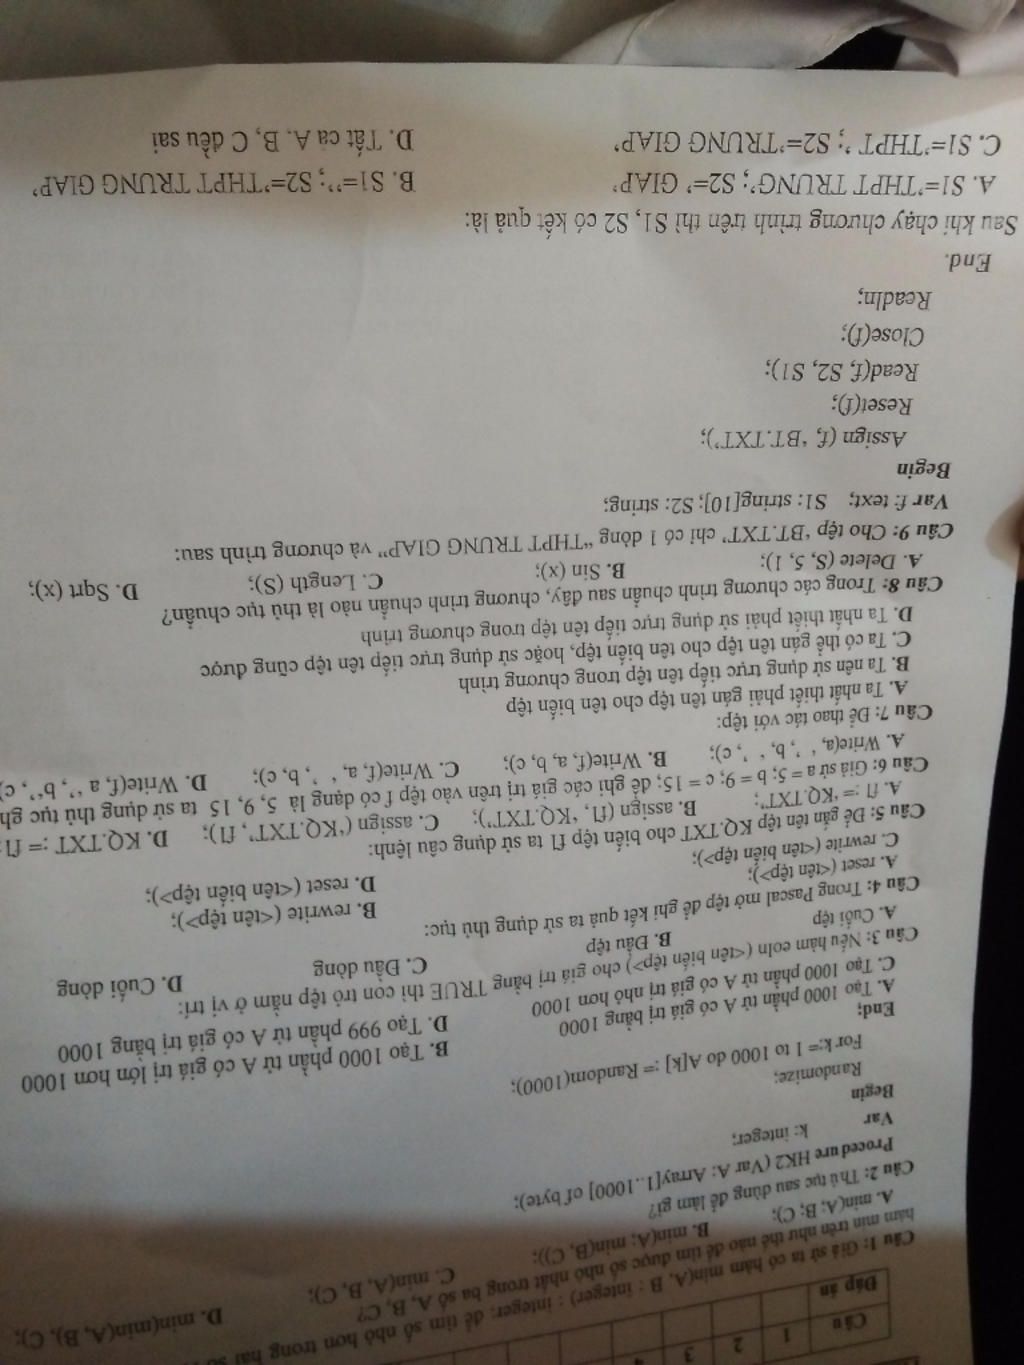 Câu 1 2 3
Đáp án
Câu 1: Giả sử ta có hàm min(A, B : integer) : integer; để tìm số nhỏ hơn trong hai
hàm min trên như thế nào để tìm được số nhỏ nhất trong ba số A, B, C?
A. min(A; B; C); B. min(A; min(B, C)); C. min(A, B, C); D. min(min(A, B), C);
Câu 2: Thủ tục sau dùng để làm gì?
Procedure HK2 (Var A: Array[1..1000] of byte);
Var k: integer;
Begin
Randomize;
For k:= 1 to 1000 do A[k] := Random(1000);
End;
A. Tạo 1000 phần tử A có giá trị bằng 1000 B. Tạo 1000 phần tử A có giá trị lớn hơn 1000
C. Tạo 1000 phần tử A có giá trị nhỏ hơn 1000 D. Tạo 999 phần tử A có giá trị bằng 1000
Câu 3: Nếu hàm eoln (<tên biến tệp>) cho giá trị bằng TRUE thì con trỏ tệp nằm ở vị trí:
A. Cuối tệp B. Đầu tệp C. Đầu dòng D. Cuối dòng
Câu 4: Trong Pascal mở tệp để ghi kết quả ta sử dụng thủ tục:
A. reset (<tên tệp>); B. rewrite (<tên tệp>);
C. rewrite (<tên biến tệp>); D. reset (<tên biến tệp>);
Câu 5: Để gắn tên tệp KQ.TXT cho biến tệp f1 ta sử dụng câu lệnh:
A. f1 := 'KQ.TXT'; B. assign (f1, 'KQ.TXT'); C. assign ('KQ.TXT', f1); D. KQ.TXT := f1
Câu 6: Giả sử a = 5; b = 9; c = 15; để ghi các giá trị trên vào tệp f có dạng là 5, 9, 15 ta sử dụng thủ tục gh
A. Write(a, ' ', b, ' ', c); B. Write(f, a, b, c); C. Write(f, a, ' ', b, c); D. Write(f, a '', b'', c
Câu 7: Để thao tác với tệp:
A. Ta nhất thiết phải gán tên tệp cho tên biến tệp
B. Ta nên sử dụng trực tiếp tên tệp trong chương trình
C. Ta có thể gán tên tệp cho tên biến tệp, hoặc sử dụng trực tiếp tên tệp cũng được
D. Ta nhất thiết phải sử dụng trực tiếp tên tệp trong chương trình
Câu 8: Trong các chương trình chuẩn sau đây, chương trình chuẩn nào là thủ tục chuẩn?
A. Delete (S, 5, 1); B. Sin (x); C. Length (S); D. Sqrt (x);
Câu 9: Cho tệp 'BT.TXT' chỉ có 1 dòng "THPT TRUNG GIAP" và chương trình sau:
Var f: text; S1: string[10]; S2: string;
Begin
Assign (f, 'BT.TXT');
Reset(f);
Read(f, S2, S1);
Close(f);
Readln;
End.
Sau khi chạy chương trình trên thì S1, S2 có kết quả là:
A. S1='THPT TRUNG'; S2=' GIAP' B. S1=''; S2='THPT TRUNG GIAP'
C. S1='THPT '; S2='TRUNG GIAP' D. Tất cả A, B, C đều sai